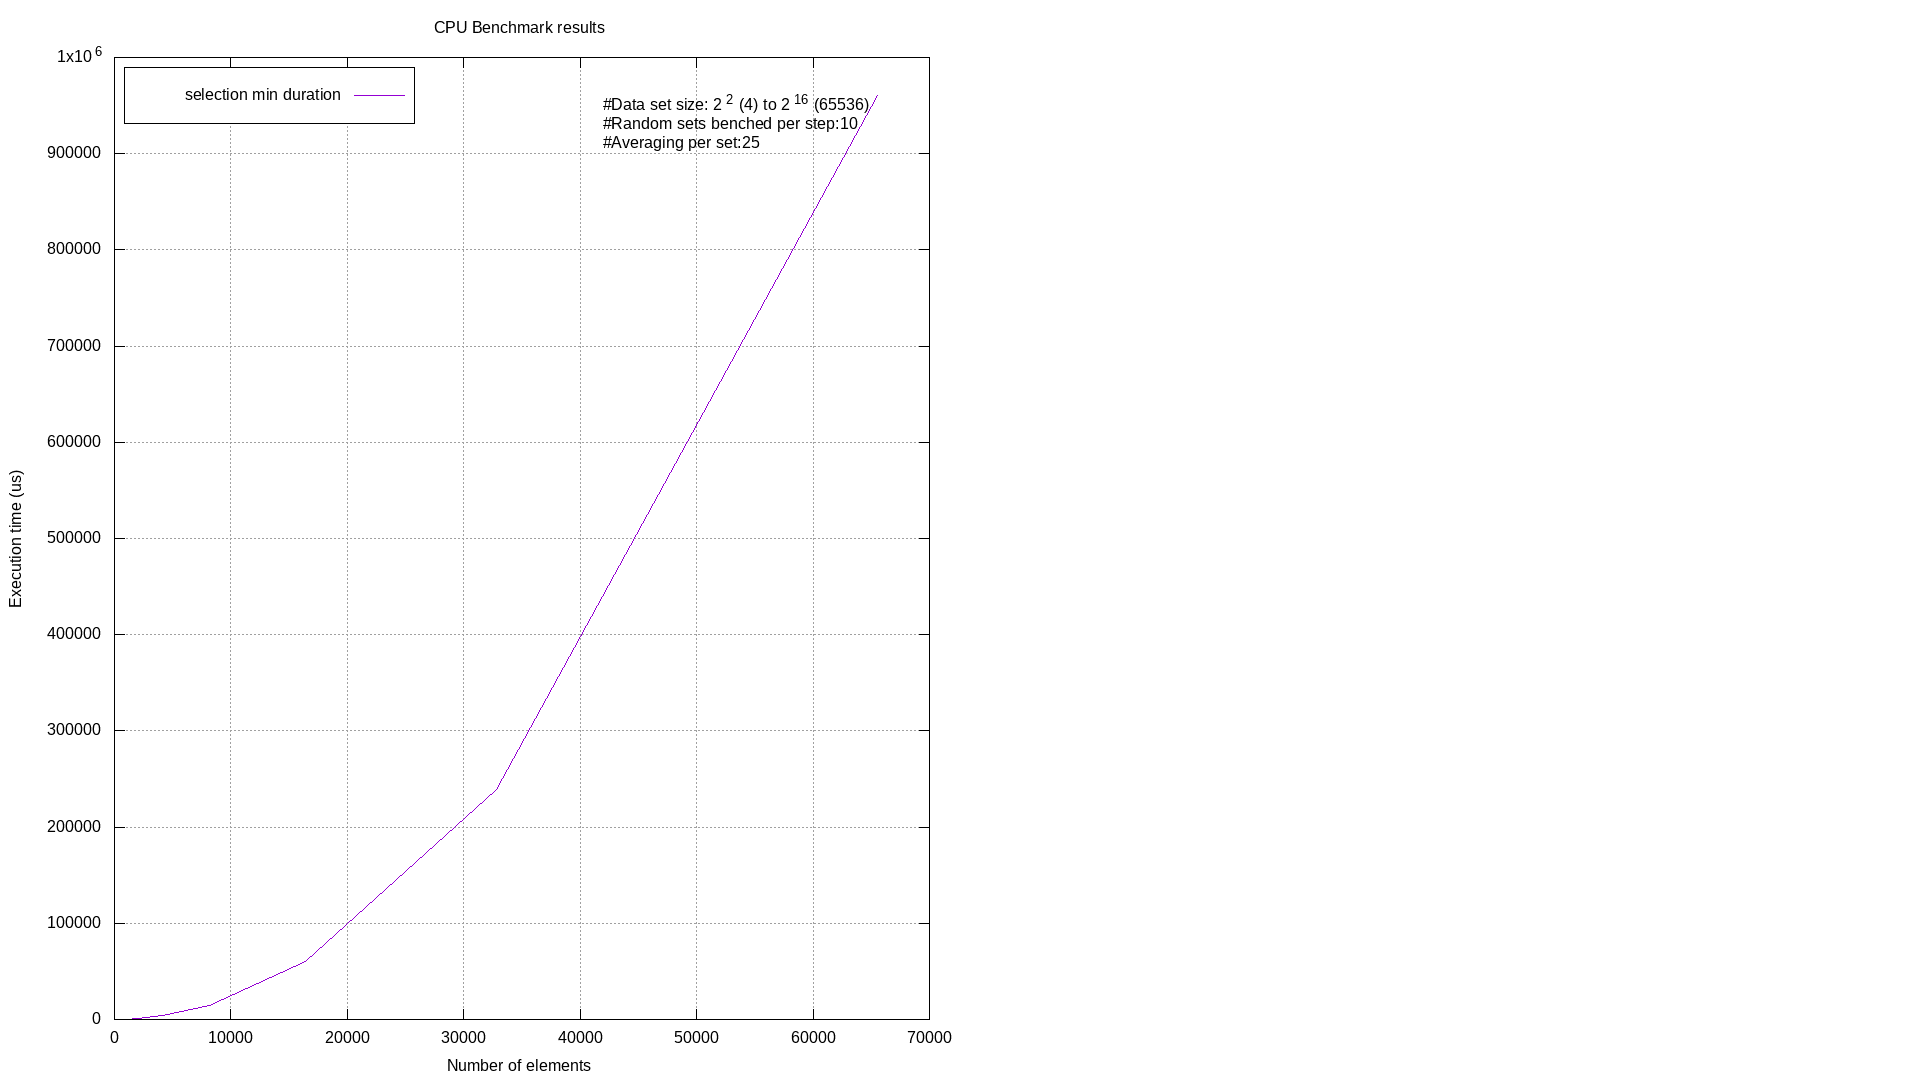 CPU Benchmark results
1x10 6
selection min duration
#Data set size: 2 2 (4) to 2 16 (65536)
#Random sets benched per step:10
#Averaging per set:25
900000
800000
700000
600000
500000
400000
300000
200000
100000
0
Execution time (us)
0 10000 20000 30000 40000 50000 60000 70000
Number of elements